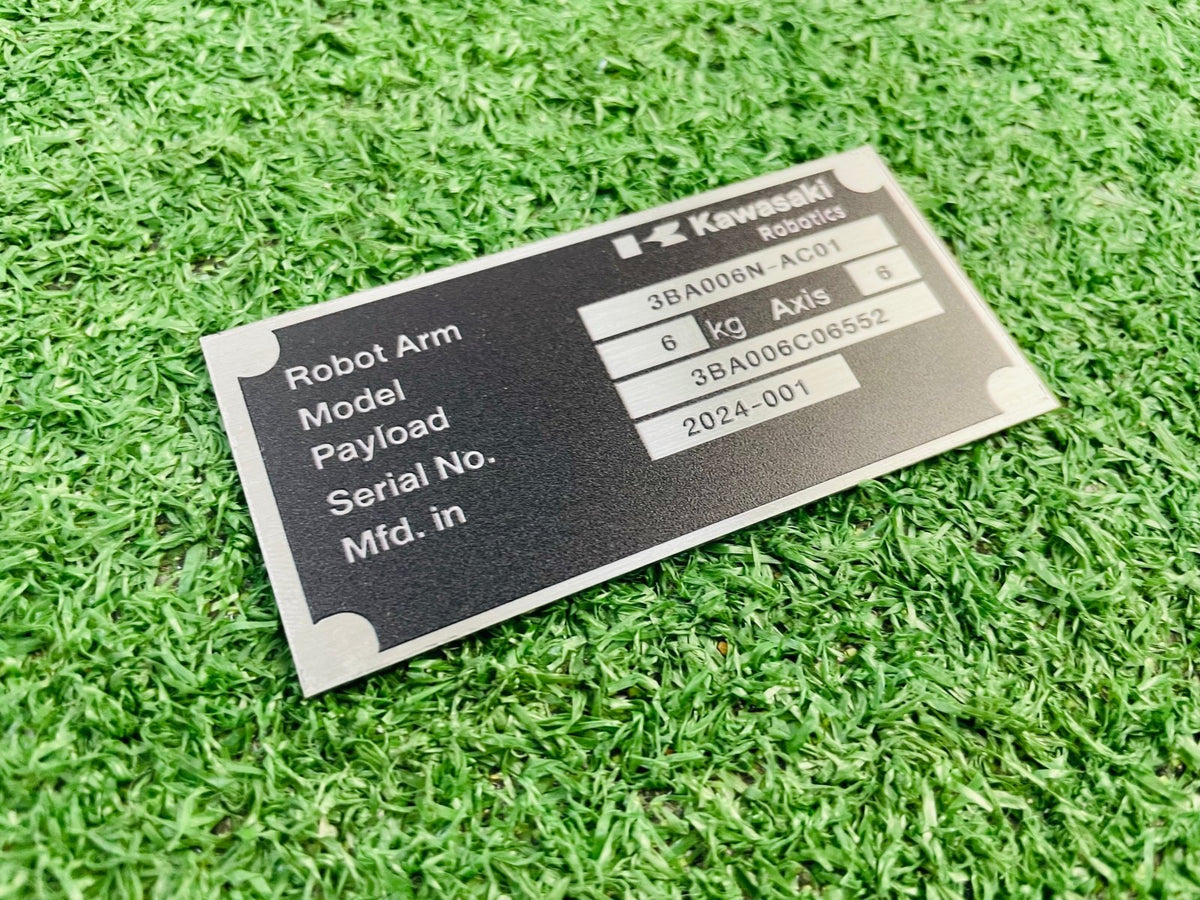 Kawasaki
Robotics
Robot Arm
Model 3BA006N-AC01
Payload 6 kg Axis 6
Serial No. 3BA006C06552
Mfd. in 2024-001